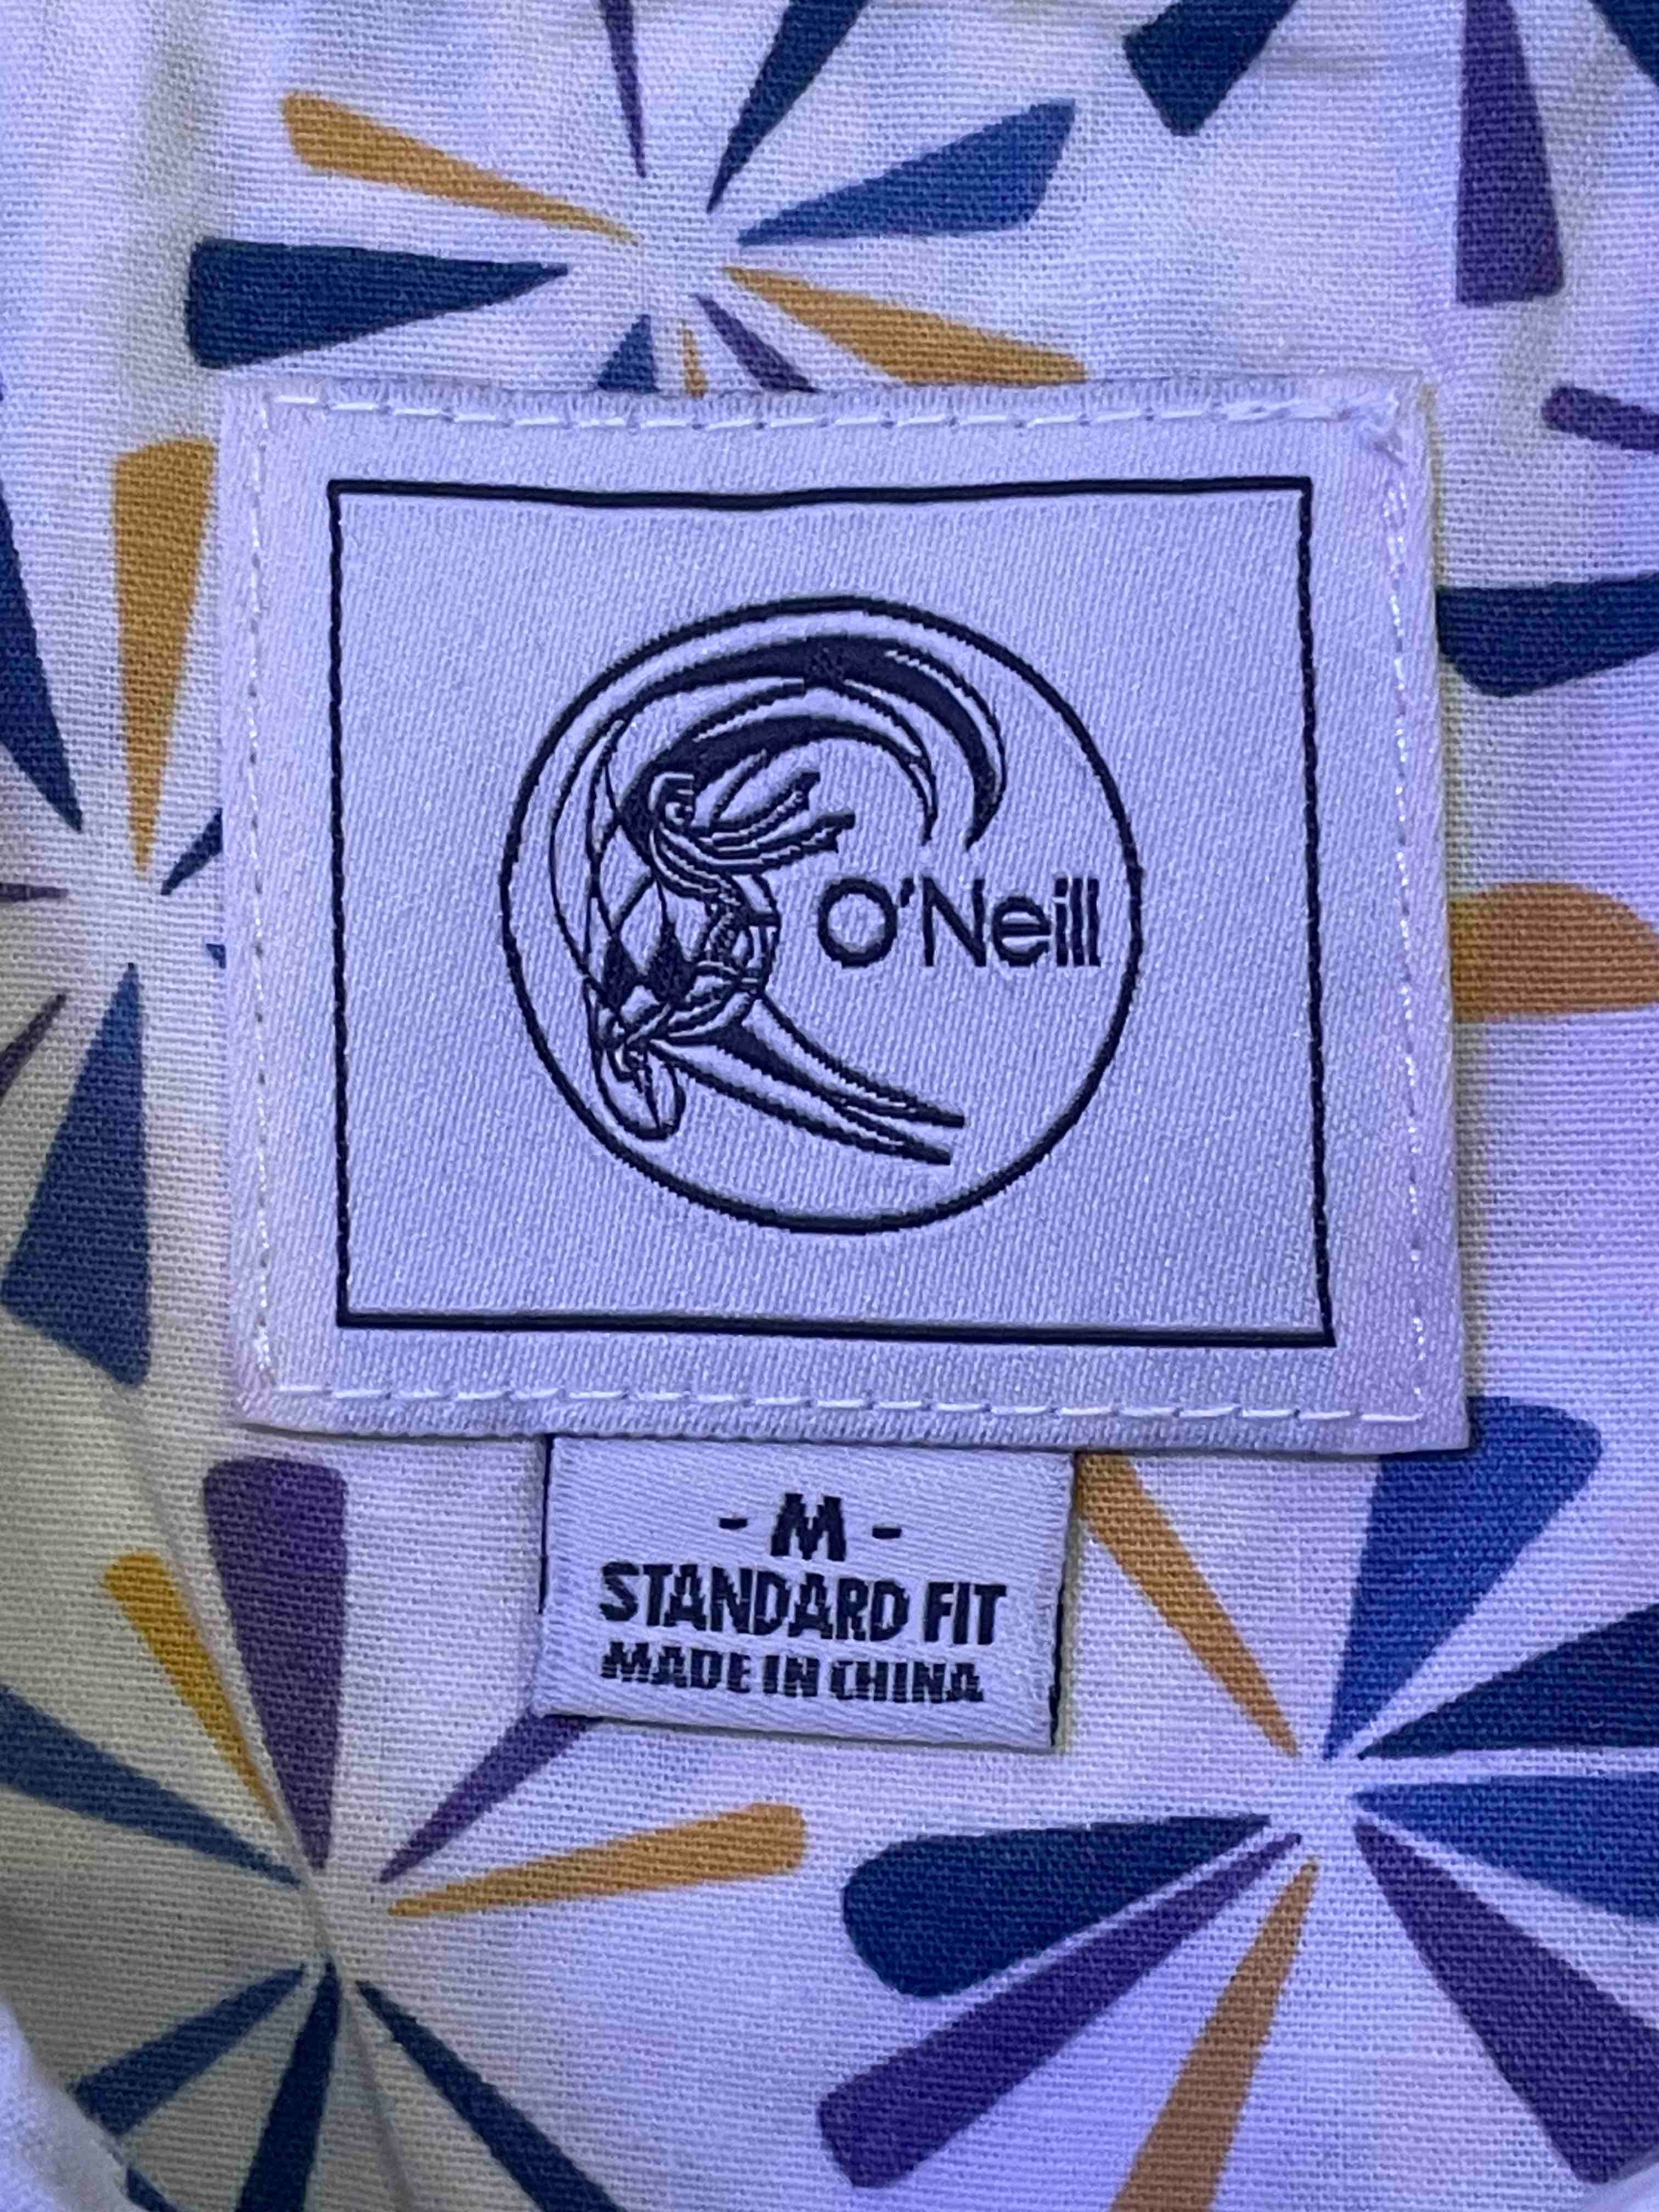 O'Neill
- M -
STANDARD FIT
MADE IN CHINA